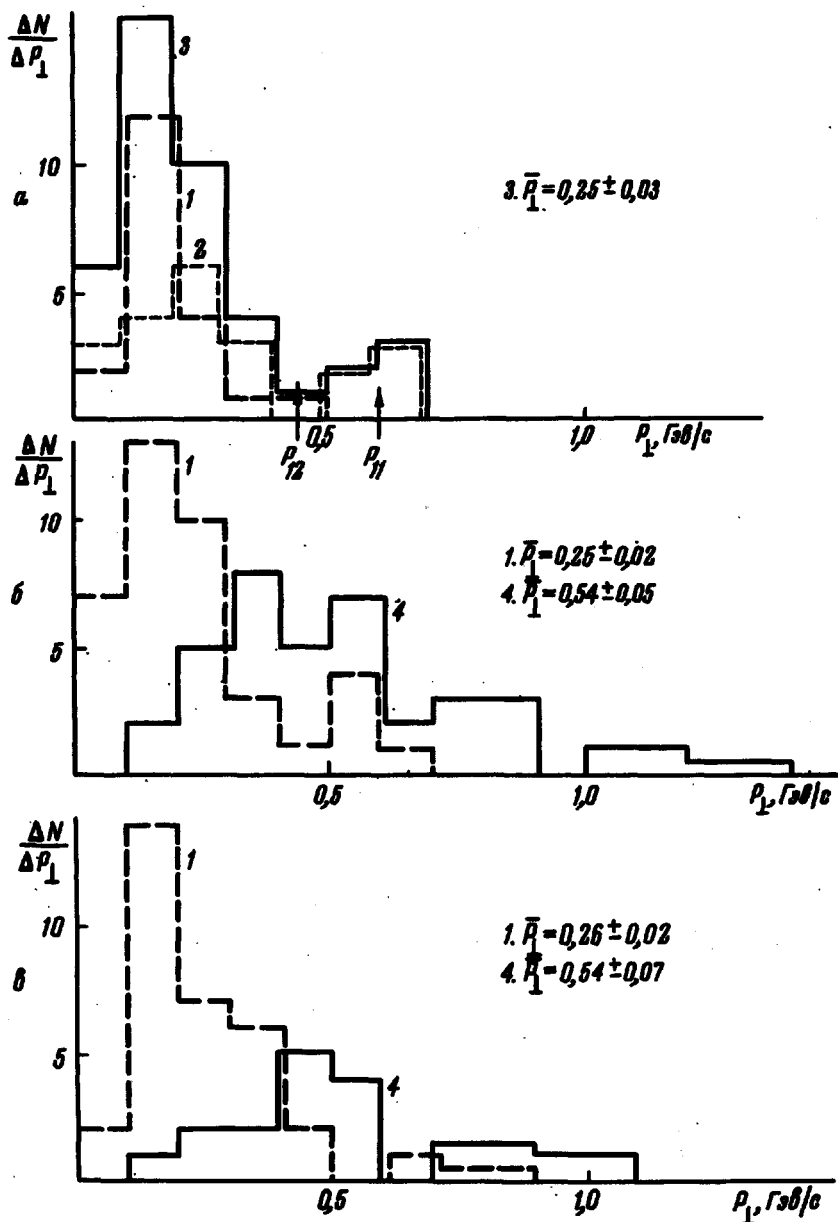 ΔN
ΔP⊥
3
10
1
а
2
3. P̅⊥ = 0,25 ± 0,03
5
0,5
1,0
P⊥, Гэв/с
P12
P11
ΔN
ΔP⊥
1
10
1. P̅⊥ = 0,25 ± 0,02
4. P̅⊥ = 0,54 ± 0,05
б
4
5
0,5
1,0
P⊥, Гэв/с
ΔN
ΔP⊥
1
10
1. P̅⊥ = 0,26 ± 0,02
4. P̅⊥ = 0,54 ± 0,07
в
5
4
0,5
1,0
P⊥, Гэв/с